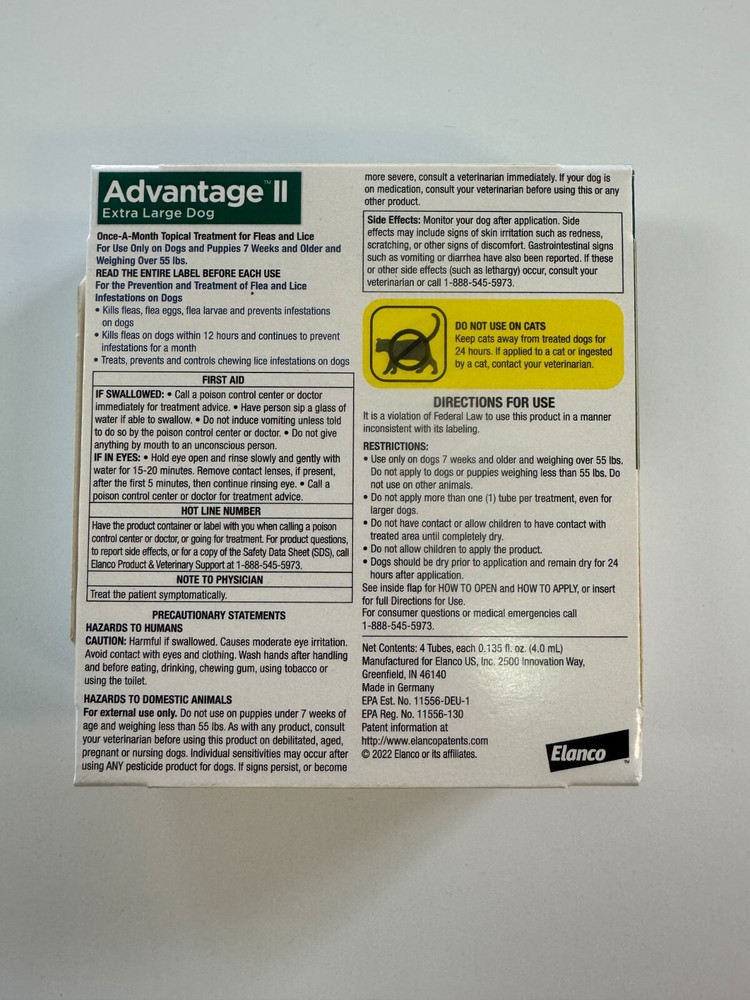 Advantage™ II
Extra Large Dog
Once-A-Month Topical Treatment for Fleas and Lice
For Use Only on Dogs and Puppies 7 Weeks and Older and
Weighing Over 55 lbs.
READ THE ENTIRE LABEL BEFORE EACH USE
For the Prevention and Treatment of Flea and Lice
Infestations on Dogs
• Kills fleas, flea eggs, flea larvae and prevents infestations
on dogs
• Kills fleas on dogs within 12 hours and continues to prevent
infestations for a month
• Treats, prevents and controls chewing lice infestations on dogs
FIRST AID
IF SWALLOWED: • Call a poison control center or doctor
immediately for treatment advice. • Have person sip a glass of
water if able to swallow. • Do not induce vomiting unless told
to do so by the poison control center or doctor. • Do not give
anything by mouth to an unconscious person.
IF IN EYES: • Hold eye open and rinse slowly and gently with
water for 15-20 minutes. Remove contact lenses, if present,
after the first 5 minutes, then continue rinsing eye. • Call a
poison control center or doctor for treatment advice.
HOT LINE NUMBER
Have the product container or label with you when calling a poison
control center or doctor, or going for treatment. For product questions,
to report side effects, or for a copy of the Safety Data Sheet (SDS), call
Elanco Product & Veterinary Support at 1-888-545-5973.
NOTE TO PHYSICIAN
Treat the patient symptomatically.
PRECAUTIONARY STATEMENTS
HAZARDS TO HUMANS
CAUTION: Harmful if swallowed. Causes moderate eye irritation.
Avoid contact with eyes and clothing. Wash hands after handling
and before eating, drinking, chewing gum, using tobacco or
using the toilet.
HAZARDS TO DOMESTIC ANIMALS
For external use only. Do not use on puppies under 7 weeks of
age and weighing less than 55 lbs. As with any product, consult
your veterinarian before using this product on debilitated, aged,
pregnant or nursing dogs. Individual sensitivities may occur after
using ANY pesticide product for dogs. If signs persist, or become
more severe, consult a veterinarian immediately. If your dog is
on medication, consult your veterinarian before using this or any
other product.
Side Effects: Monitor your dog after application. Side
effects may include signs of skin irritation such as redness,
scratching, or other signs of discomfort. Gastrointestinal signs
such as vomiting or diarrhea have also been reported. If these
or other side effects (such as lethargy) occur, consult your
veterinarian or call 1-888-545-5973.
DO NOT USE ON CATS
Keep cats away from treated dogs for
24 hours. If applied to a cat or ingested
by a cat, contact your veterinarian.
DIRECTIONS FOR USE
It is a violation of Federal Law to use this product in a manner
inconsistent with its labeling.
RESTRICTIONS:
• Use only on dogs 7 weeks and older and weighing over 55 lbs.
Do not apply to dogs or puppies weighing less than 55 lbs. Do
not use on other animals.
• Do not apply more than one (1) tube per treatment, even for
larger dogs.
• Do not have contact or allow children to have contact with
treated area until completely dry.
• Do not allow children to apply the product.
• Dogs should be dry prior to application and remain dry for 24
hours after application.
See inside flap for HOW TO OPEN and HOW TO APPLY, or insert
for full Directions for Use.
For consumer questions or medical emergencies call
1-888-545-5973.
Net Contents: 4 Tubes, each 0.135 fl. oz. (4.0 mL)
Manufactured for Elanco US, Inc. 2500 Innovation Way,
Greenfield, IN 46140
Made in Germany
EPA Est. No. 11556-DEU-1
EPA Reg. No. 11556-130
Patent information at
http://www.elancopatents.com
© 2022 Elanco or its affiliates.
Elanco™